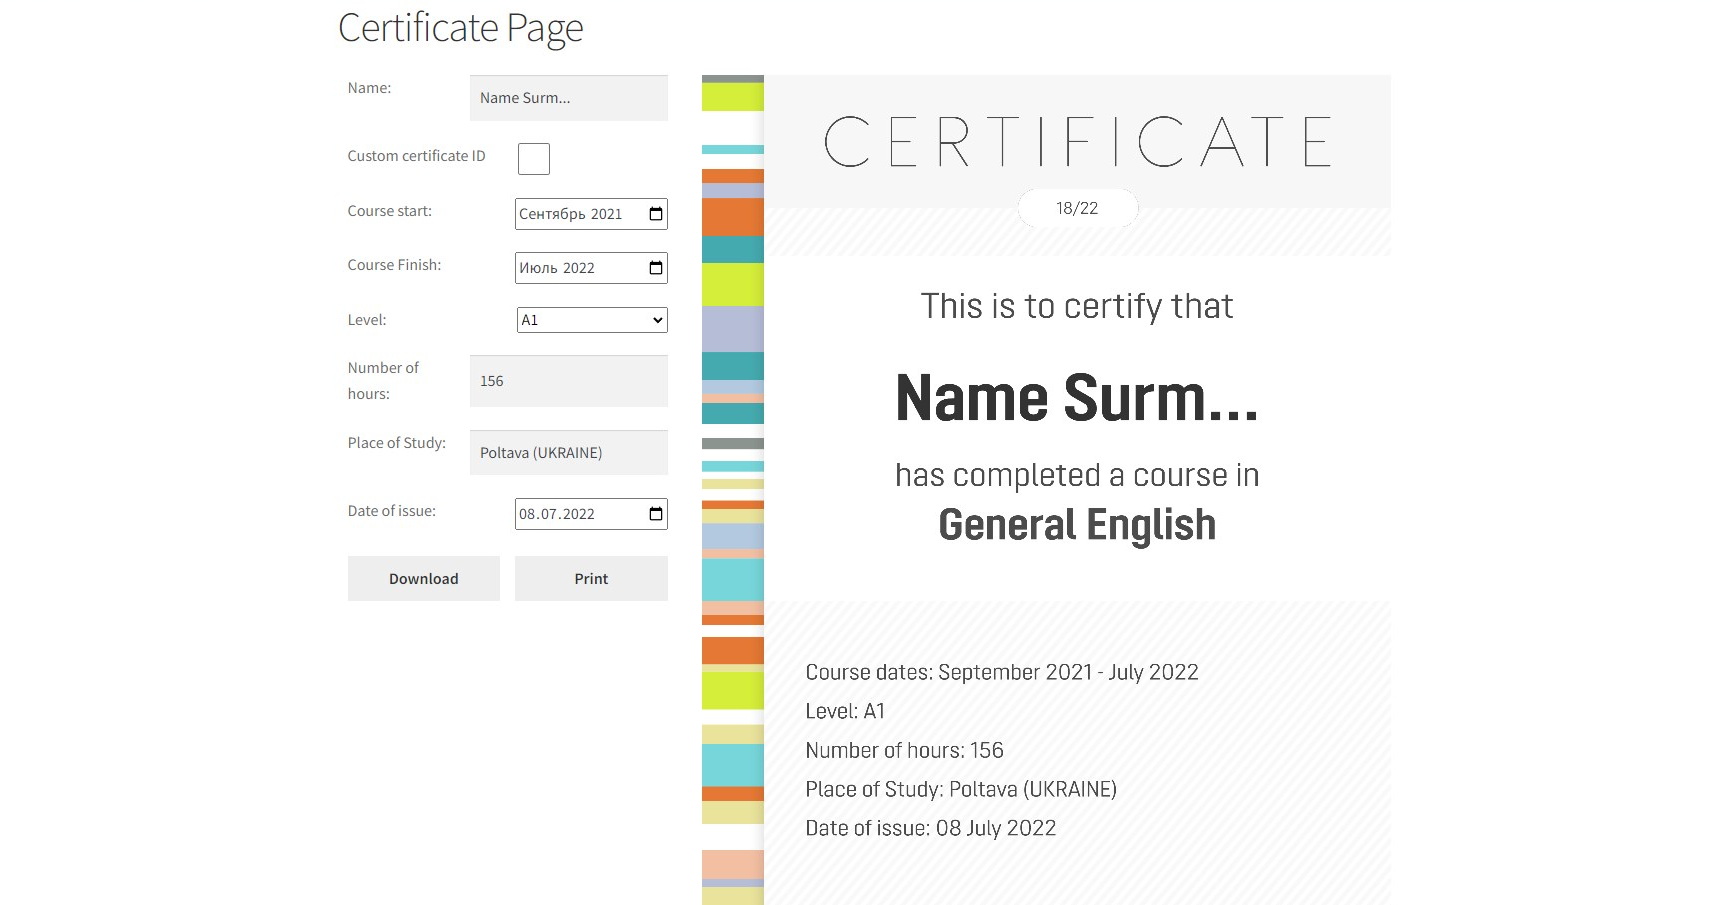 Certificate Page
Name:
Name Surm...
Custom certificate ID
Course start:
Сентябрь 2021
Course Finish:
Июль 2022
Level:
A1
Number of
hours:
156
Place of Study:
Poltava (UKRAINE)
Date of issue:
08.07.2022
Download
Print
CERTIFICATE
18/22
This is to certify that
Name Surm...
has completed a course in
General English
Course dates: September 2021 - July 2022
Level: A1
Number of hours: 156
Place of Study: Poltava (UKRAINE)
Date of issue: 08 July 2022